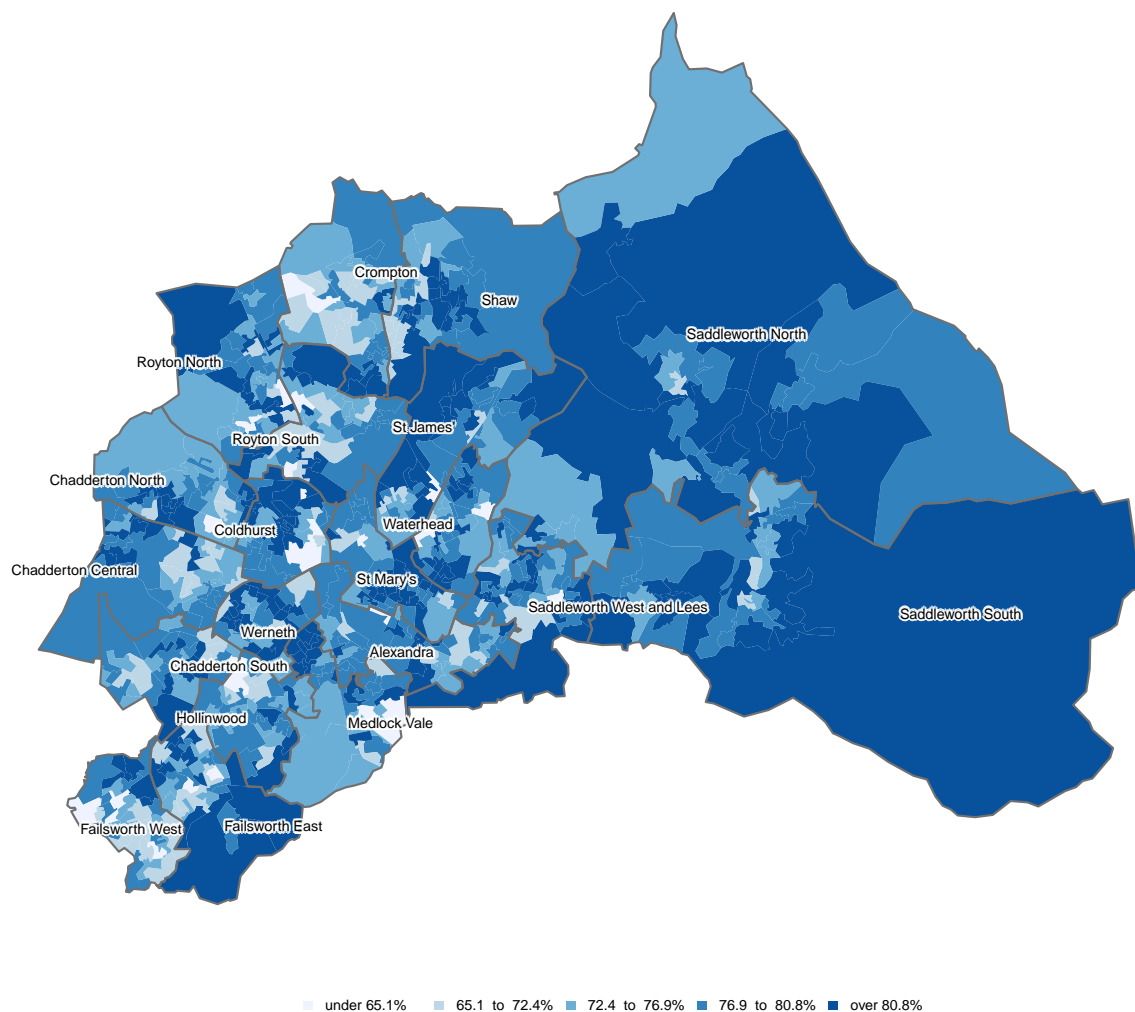 Crompton
Shaw
Saddleworth North
Royton North
St James'
Royton South
Chadderton North
Waterhead
Coldhurst
Chadderton Central
St Mary's
Saddleworth West and Lees
Saddleworth South
Werneth
Alexandra
Chadderton South
Hollinwood
Medlock Vale
Failsworth East
Failsworth West
under 65.1% 65.1 to 72.4% 72.4 to 76.9% 76.9 to 80.8% over 80.8%